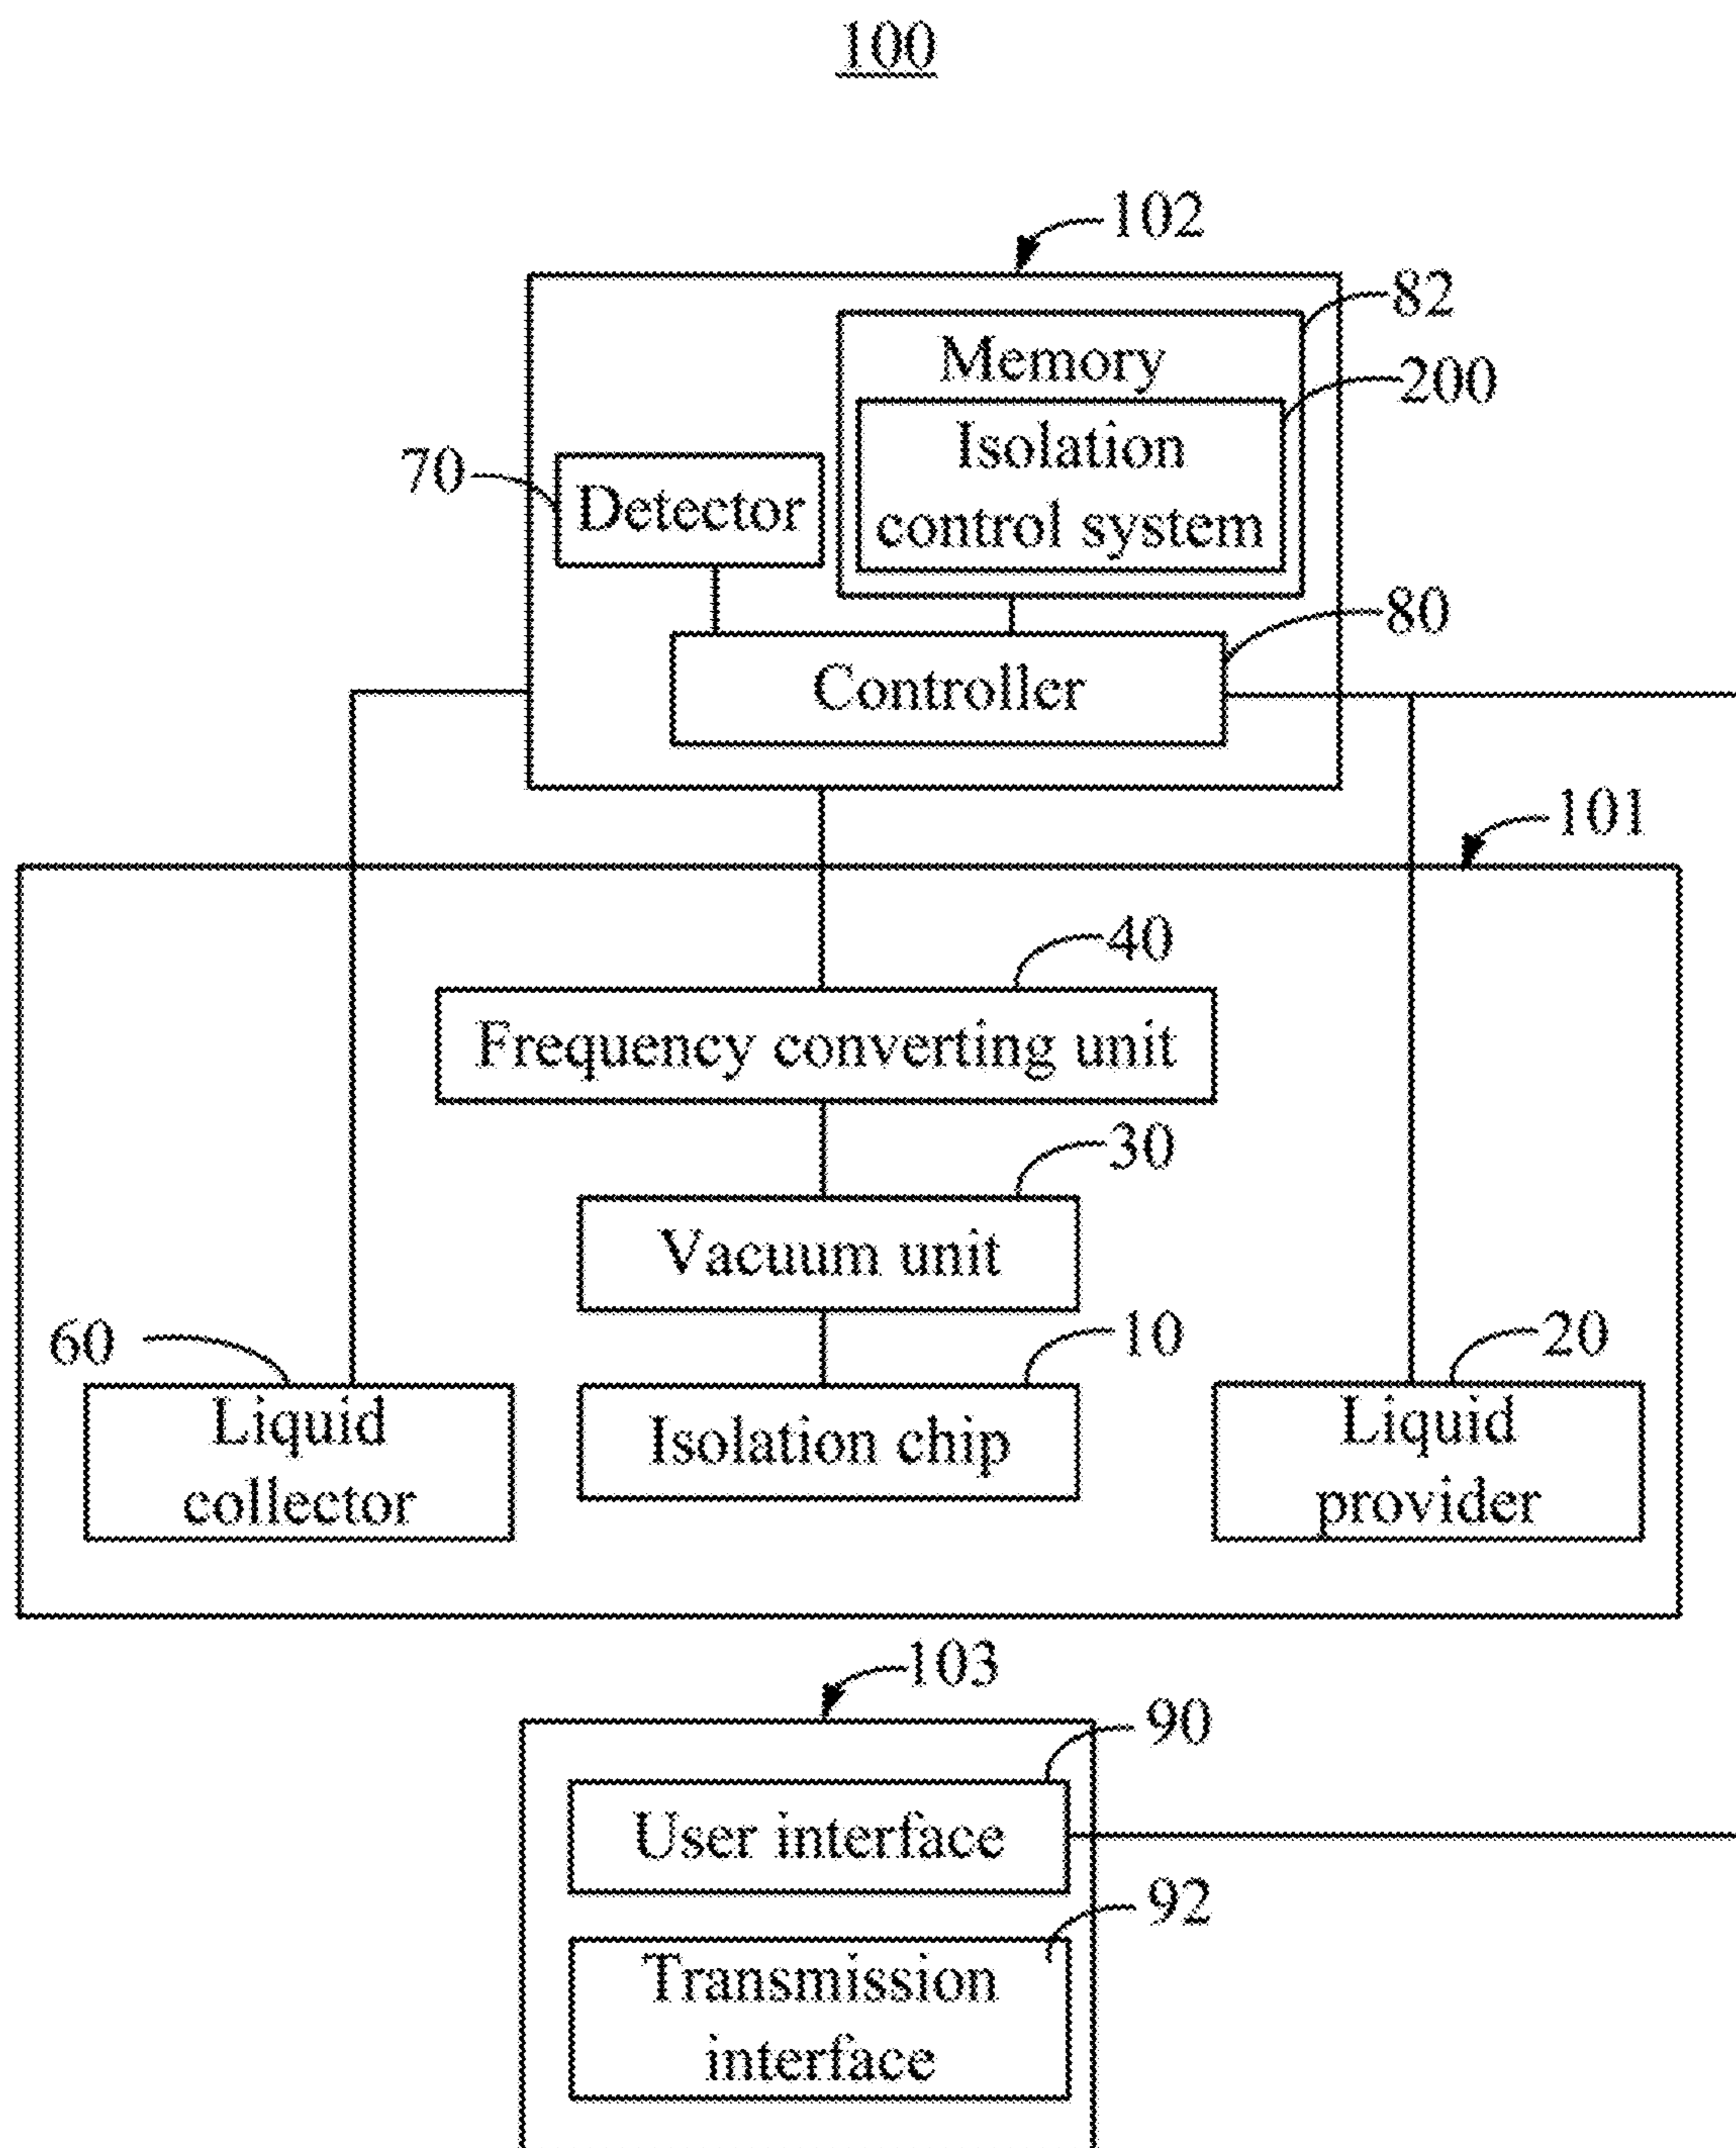 100
102
82
Memory
200
Isolation
control system
70
Detector
80
Controller
101
40
Frequency converting unit
30
Vacuum unit
10
60
20
Liquid
collector
Isolation chip
Liquid
provider
103
90
User interface
92
Transmission
interface